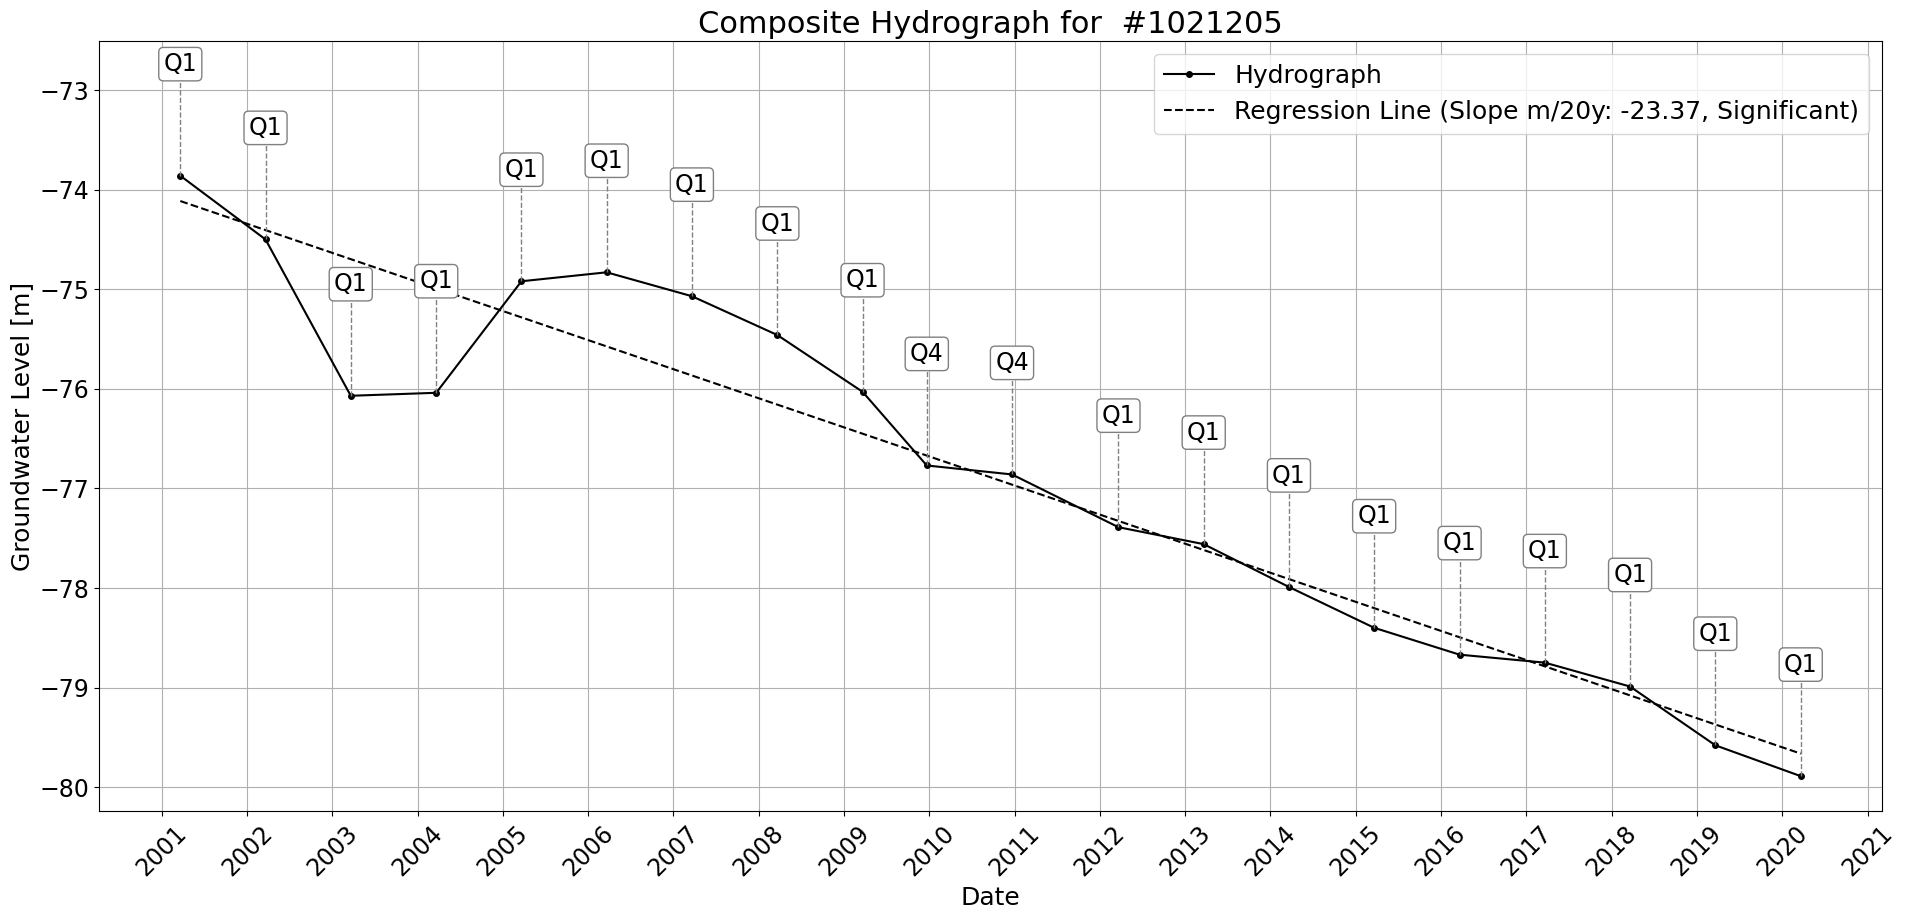 Composite Hydrograph for  #1021205
Hydrograph
Regression Line (Slope m/20y: -23.37, Significant)
Groundwater Level [m]
−73
−74
−75
−76
−77
−78
−79
−80
Q1
Q1
Q1
Q1
Q1
Q1
Q1
Q1
Q1
Q4
Q4
Q1
Q1
Q1
Q1
Q1
Q1
Q1
Q1
Q1
2001
2002
2003
2004
2005
2006
2007
2008
2009
2010
2011
2012
2013
2014
2015
2016
2017
2018
2019
2020
2021
Date